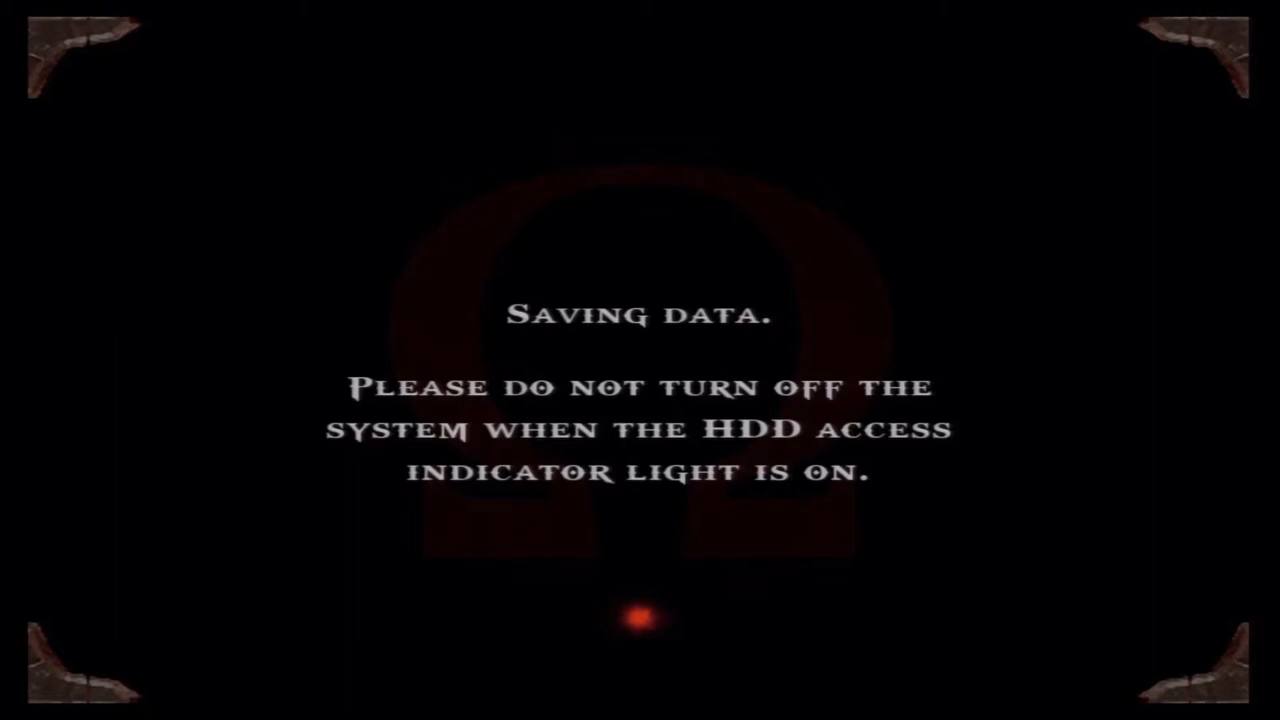 Saving data.
Please do not turn off the
system when the HDD access
indicator light is on.